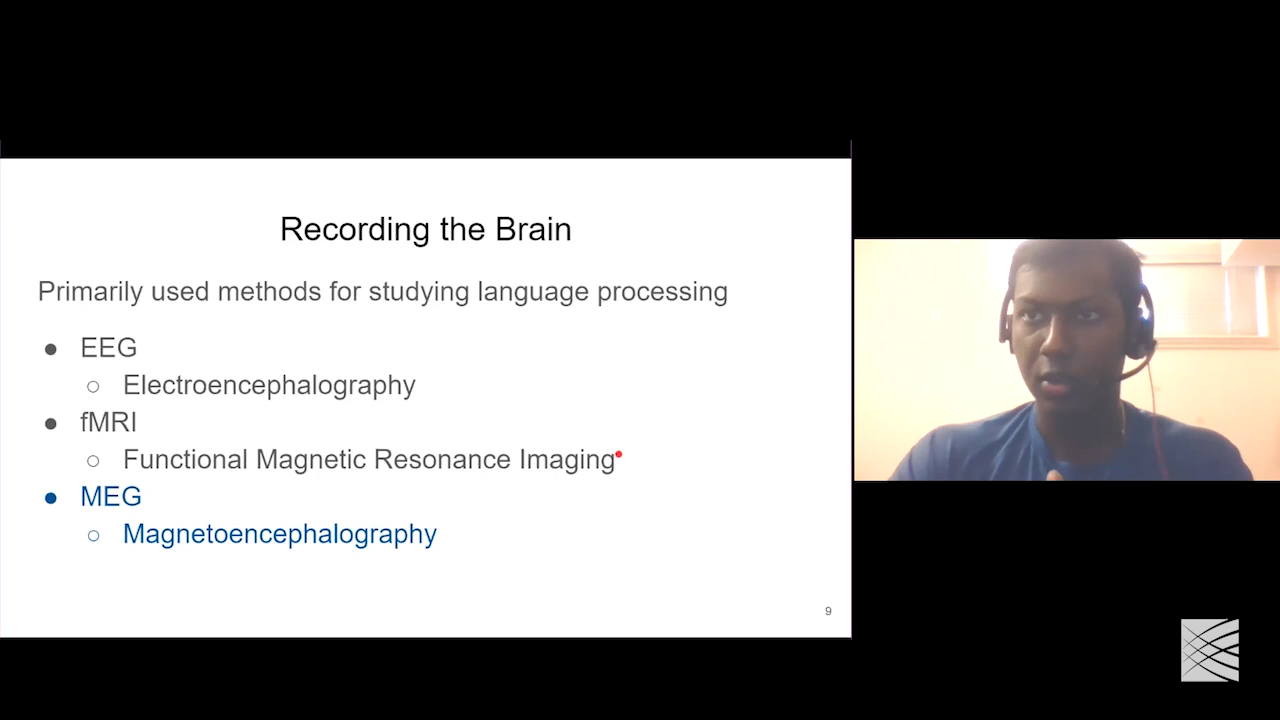 Recording the Brain
Primarily used methods for studying language processing
● EEG
○ Electroencephalography
● fMRI
○ Functional Magnetic Resonance Imaging
● MEG
○ Magnetoencephalography
9